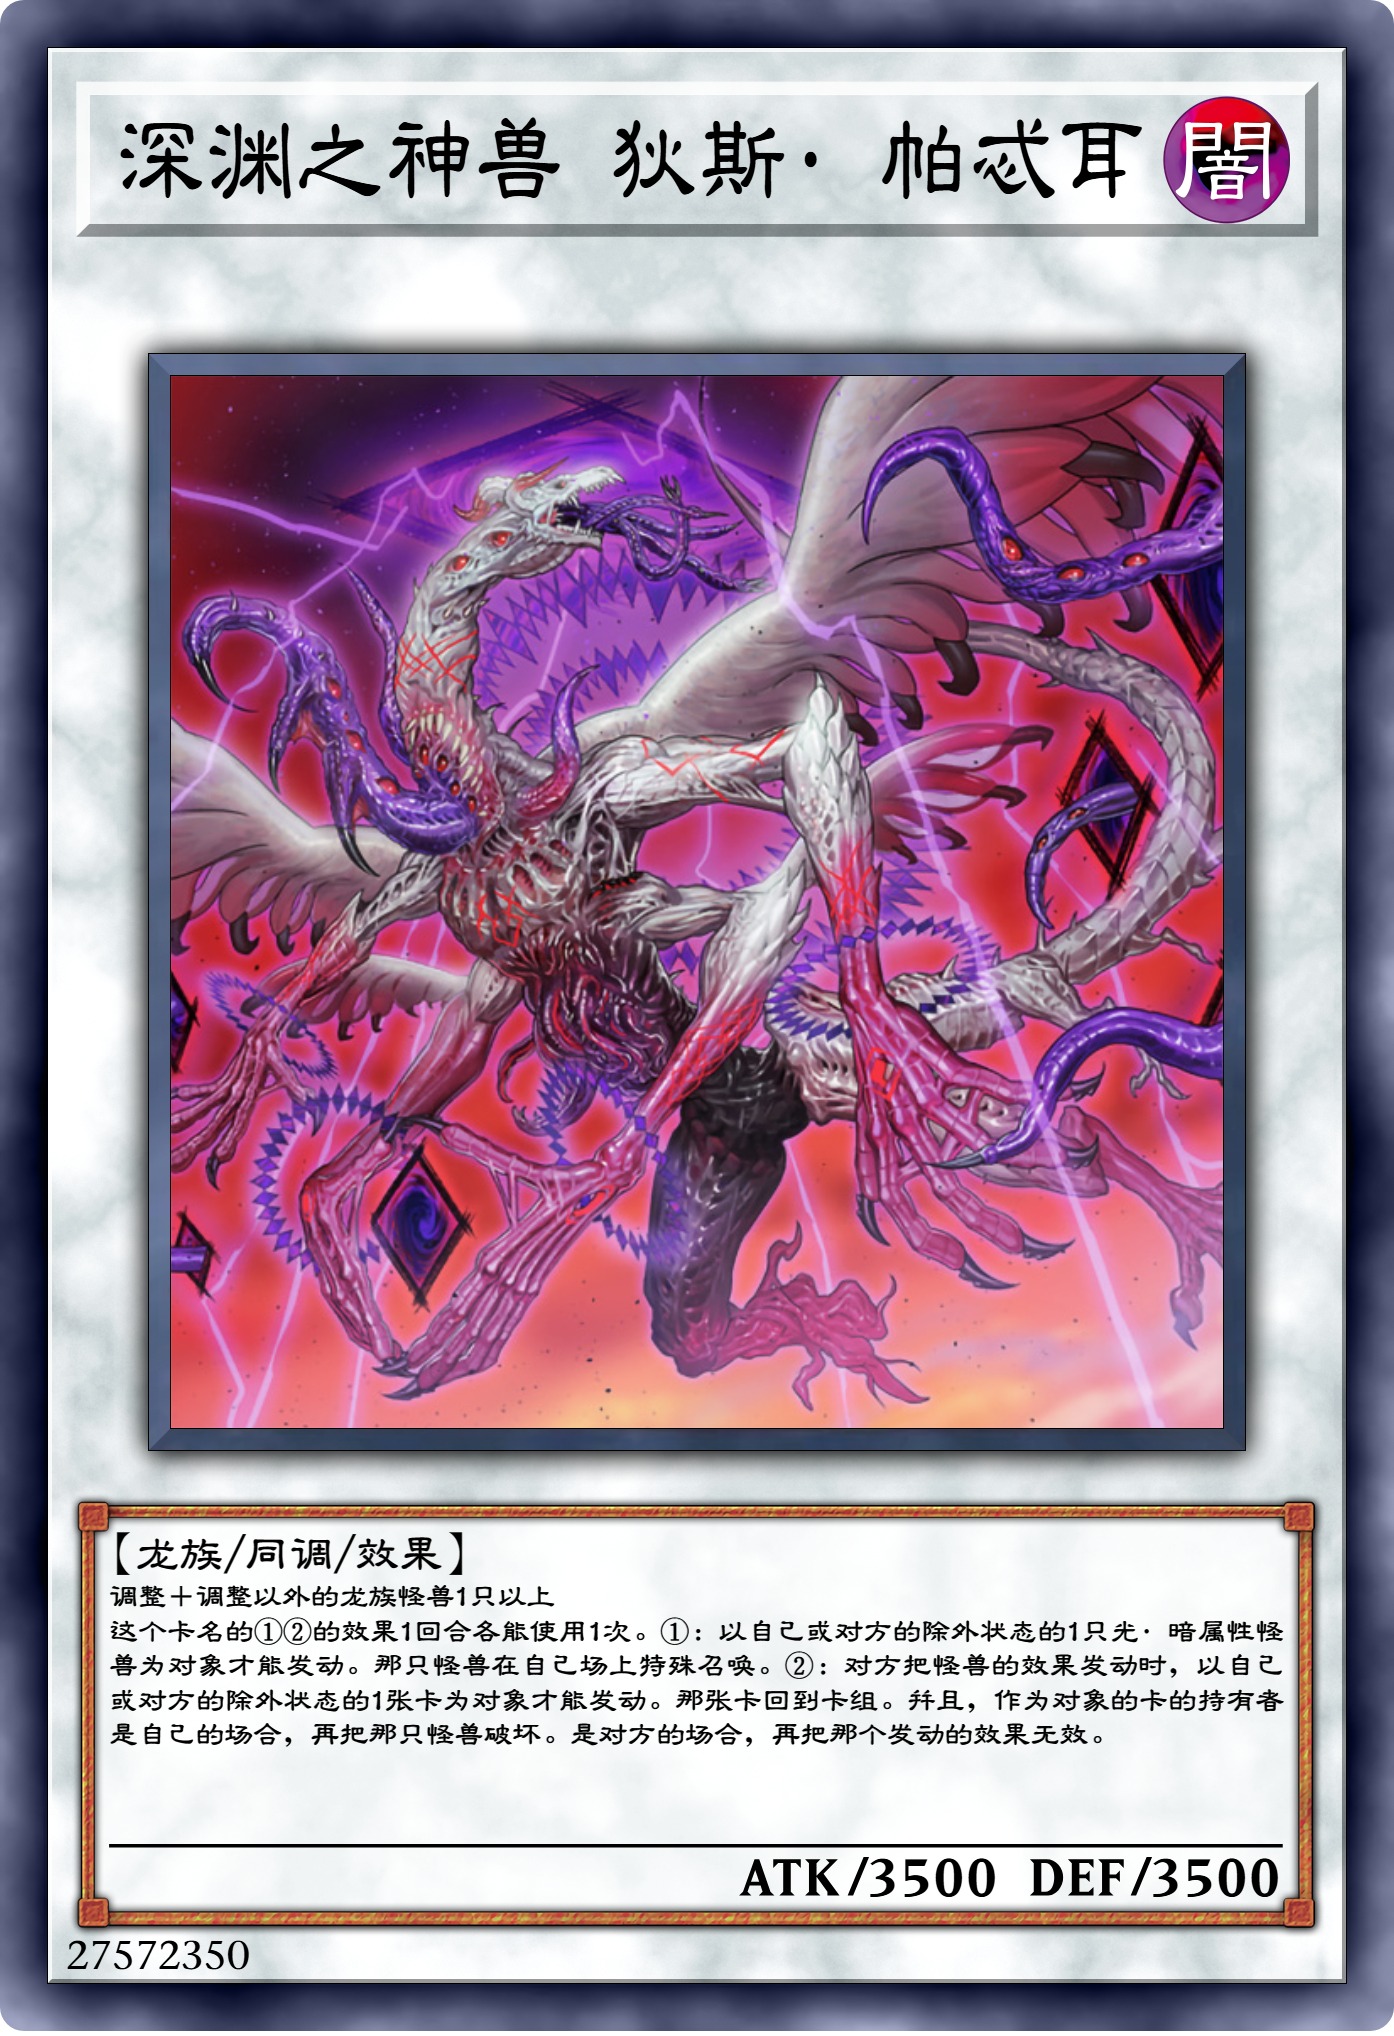 深渊之神兽 狄斯· 帕忒耳 闇
【龙族/同调/效果】
调整＋调整以外的龙族怪兽1只以上
这个卡名的①②的效果1回合各能使用1次。①：以自己或对方的除外状态的1只光·暗属性怪
兽为对象才能发动。那只怪兽在自己场上特殊召唤。②：对方把怪兽的效果发动时，以自己
或对方的除外状态的1张卡为对象才能发动。那张卡回到卡组。并且，作为对象的卡的持有者
是自己的场合，再把那只怪兽破坏。是对方的场合，再把那个发动的效果无效。
ATK/3500 DEF/3500
27572350